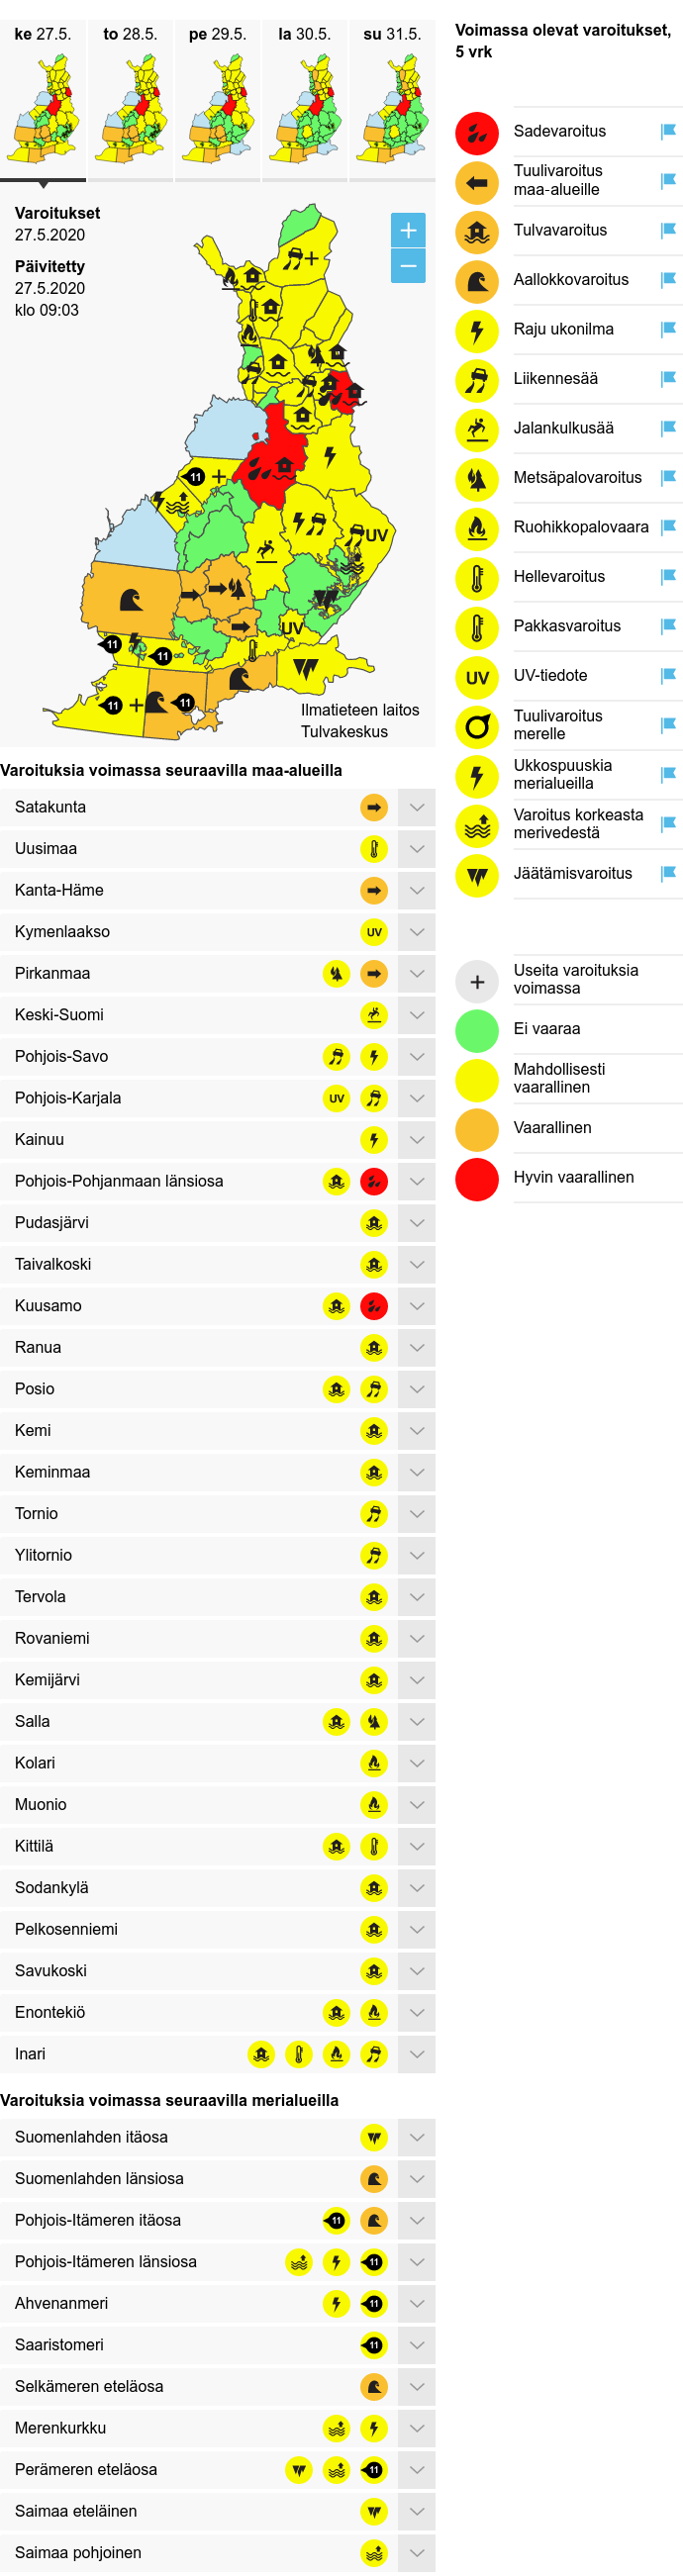 ke 27.5.
to 28.5.
pe 29.5.
la 30.5.
su 31.5.
Varoitukset
27.5.2020
Päivitetty
27.5.2020
klo 09:03
+
−
+
11
+
UV
UV
11
11
11
+
11
Ilmatieteen laitos
Tulvakeskus
Varoituksia voimassa seuraavilla maa-alueilla
Satakunta
Uusimaa
Kanta-Häme
Kymenlaakso
UV
Pirkanmaa
Keski-Suomi
Pohjois-Savo
Pohjois-Karjala
UV
Kainuu
Pohjois-Pohjanmaan länsiosa
Pudasjärvi
Taivalkoski
Kuusamo
Ranua
Posio
Kemi
Keminmaa
Tornio
Ylitornio
Tervola
Rovaniemi
Kemijärvi
Salla
Kolari
Muonio
Kittilä
Sodankylä
Pelkosenniemi
Savukoski
Enontekiö
Inari
Varoituksia voimassa seuraavilla merialueilla
Suomenlahden itäosa
Suomenlahden länsiosa
Pohjois-Itämeren itäosa
11
Pohjois-Itämeren länsiosa
11
Ahvenanmeri
11
Saaristomeri
11
Selkämeren eteläosa
Merenkurkku
Perämeren eteläosa
11
Saimaa eteläinen
Saimaa pohjoinen
Voimassa olevat varoitukset,
5 vrk
Sadevaroitus
Tuulivaroitus
maa-alueille
Tulvavaroitus
Aallokkovaroitus
Raju ukonilma
Liikennesää
Jalankulkusää
Metsäpalovaroitus
Ruohikkopalovaara
Hellevaroitus
Pakkasvaroitus
UV
UV-tiedote
Tuulivaroitus
merelle
Ukkospuuskia
merialueilla
Varoitus korkeasta
merivedestä
Jäätämisvaroitus
+
Useita varoituksia
voimassa
Ei vaaraa
Mahdollisesti
vaarallinen
Vaarallinen
Hyvin vaarallinen